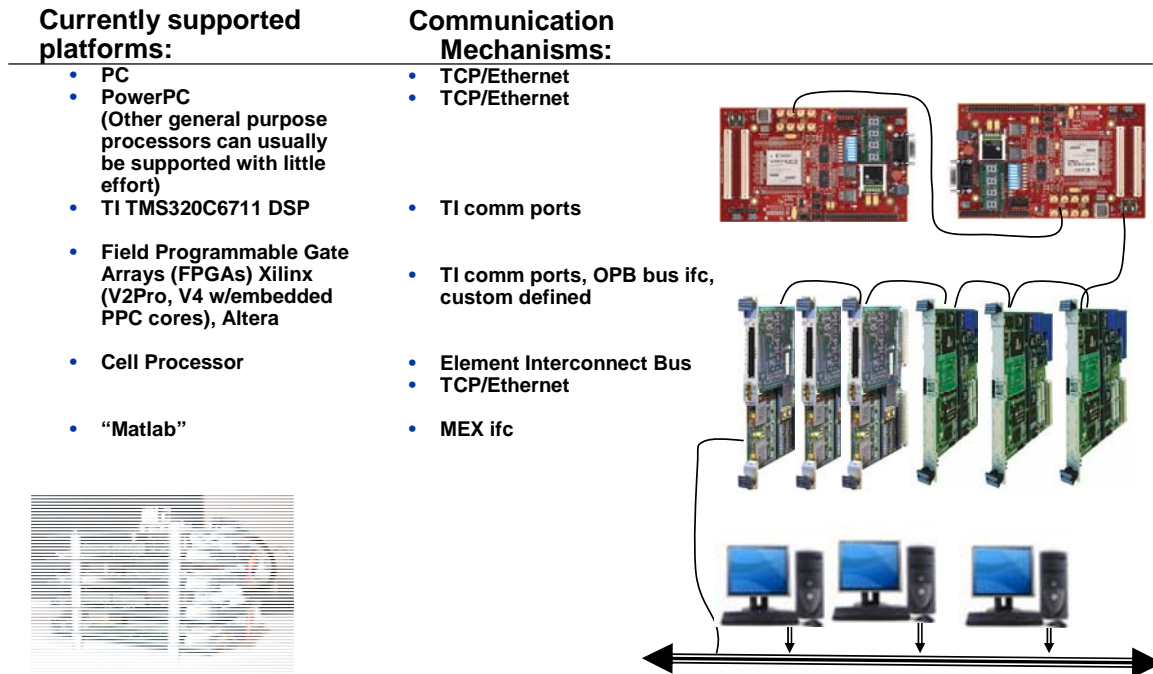 Currently supported
platforms:
• PC
• PowerPC
(Other general purpose
processors can usually
be supported with little
effort)
• TI TMS320C6711 DSP
• Field Programmable Gate
Arrays (FPGAs) Xilinx
(V2Pro, V4 w/embedded
PPC cores), Altera
• Cell Processor
• “Matlab”
Communication
Mechanisms:
• TCP/Ethernet
• TCP/Ethernet
• TI comm ports
• TI comm ports, OPB bus ifc,
custom defined
• Element Interconnect Bus
• TCP/Ethernet
• MEX ifc